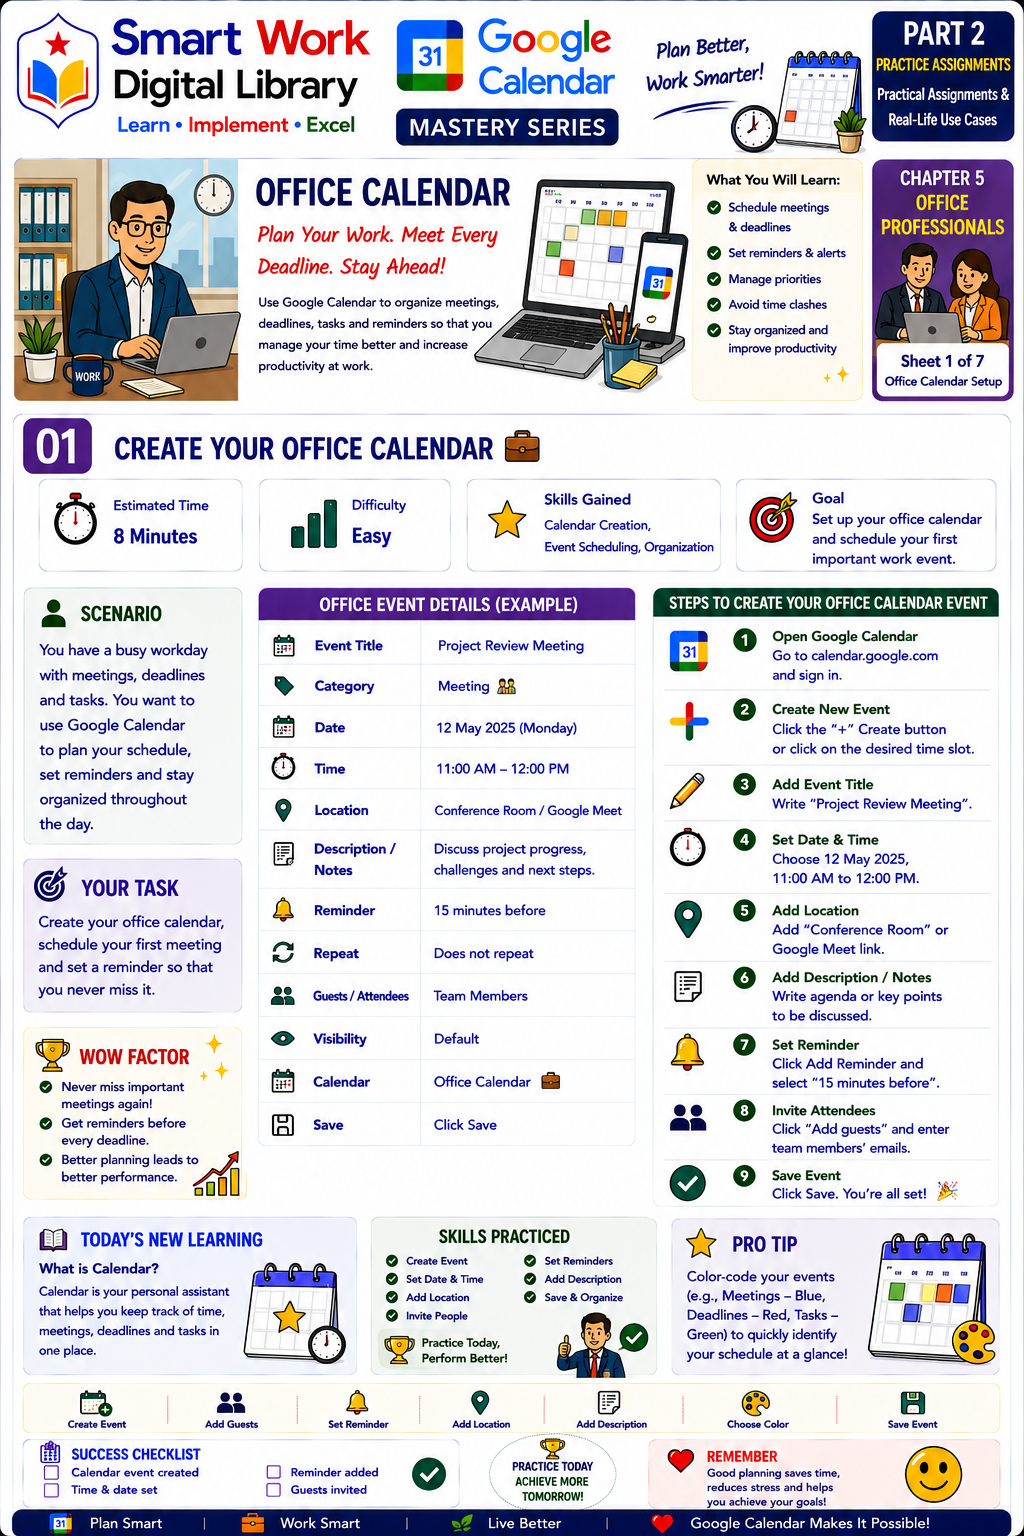 Smart Work
Digital Library
Learn • Implement • Excel
31
Google
Calendar
MASTERY SERIES
Plan Better,
Work Smarter!
PART 2
PRACTICE ASSIGNMENTS
Practical Assignments &
Real-Life Use Cases
WORK
OFFICE CALENDAR
Plan Your Work. Meet Every
Deadline. Stay Ahead!
Use Google Calendar to organize meetings,
deadlines, tasks and reminders so that you
manage your time better and increase
productivity at work.
31
What You Will Learn:
Schedule meetings
& deadlines
Set reminders & alerts
Manage priorities
Avoid time clashes
Stay organized and
improve productivity
CHAPTER 5
OFFICE
PROFESSIONALS
Sheet 1 of 7
Office Calendar Setup
01
CREATE YOUR OFFICE CALENDAR
Estimated Time
8 Minutes
Difficulty
Easy
Skills Gained
Calendar Creation,
Event Scheduling, Organization
Goal
Set up your office calendar
and schedule your first
important work event.
SCENARIO
You have a busy workday
with meetings, deadlines
and tasks. You want to
use Google Calendar
to plan your schedule,
set reminders and stay
organized throughout
the day.
YOUR TASK
Create your office calendar,
schedule your first meeting
and set a reminder so that
you never miss it.
WOW FACTOR
Never miss important
meetings again!
Get reminders before
every deadline.
Better planning leads to
better performance.
OFFICE EVENT DETAILS (EXAMPLE)
Event Title Project Review Meeting
Category Meeting
Date 12 May 2025 (Monday)
Time 11:00 AM – 12:00 PM
Location Conference Room / Google Meet
Description / Discuss project progress,
Notes challenges and next steps.
Reminder 15 minutes before
Repeat Does not repeat
Guests / Attendees Team Members
Visibility Default
Calendar Office Calendar
Save Click Save
STEPS TO CREATE YOUR OFFICE CALENDAR EVENT
31
1 Open Google Calendar
Go to calendar.google.com
and sign in.
2 Create New Event
Click the “+” Create button
or click on the desired time slot.
3 Add Event Title
Write “Project Review Meeting”.
4 Set Date & Time
Choose 12 May 2025,
11:00 AM to 12:00 PM.
5 Add Location
Add “Conference Room” or
Google Meet link.
6 Add Description / Notes
Write agenda or key points
to be discussed.
7 Set Reminder
Click Add Reminder and
select “15 minutes before”.
8 Invite Attendees
Click “Add guests” and enter
team members’ emails.
9 Save Event
Click Save. You’re all set!
TODAY’S NEW LEARNING
What is Calendar?
Calendar is your personal assistant
that helps you keep track of time,
meetings, deadlines and tasks in
one place.
SKILLS PRACTICED
Create Event
Set Date & Time
Add Location
Invite People
Set Reminders
Add Description
Save & Organize
Practice Today,
Perform Better!
PRO TIP
Color-code your events
(e.g., Meetings – Blue,
Deadlines – Red, Tasks –
Green) to quickly identify
your schedule at a glance!
Create Event
Add Guests
Set Reminder
Add Location
Add Description
Choose Color
Save Event
SUCCESS CHECKLIST
Calendar event created
Time & date set
Reminder added
Guests invited
PRACTICE TODAY
ACHIEVE MORE
TOMORROW!
REMEMBER
Good planning saves time,
reduces stress and helps
you achieve your goals!
31 Plan Smart | Work Smart | Live Better | Google Calendar Makes It Possible!